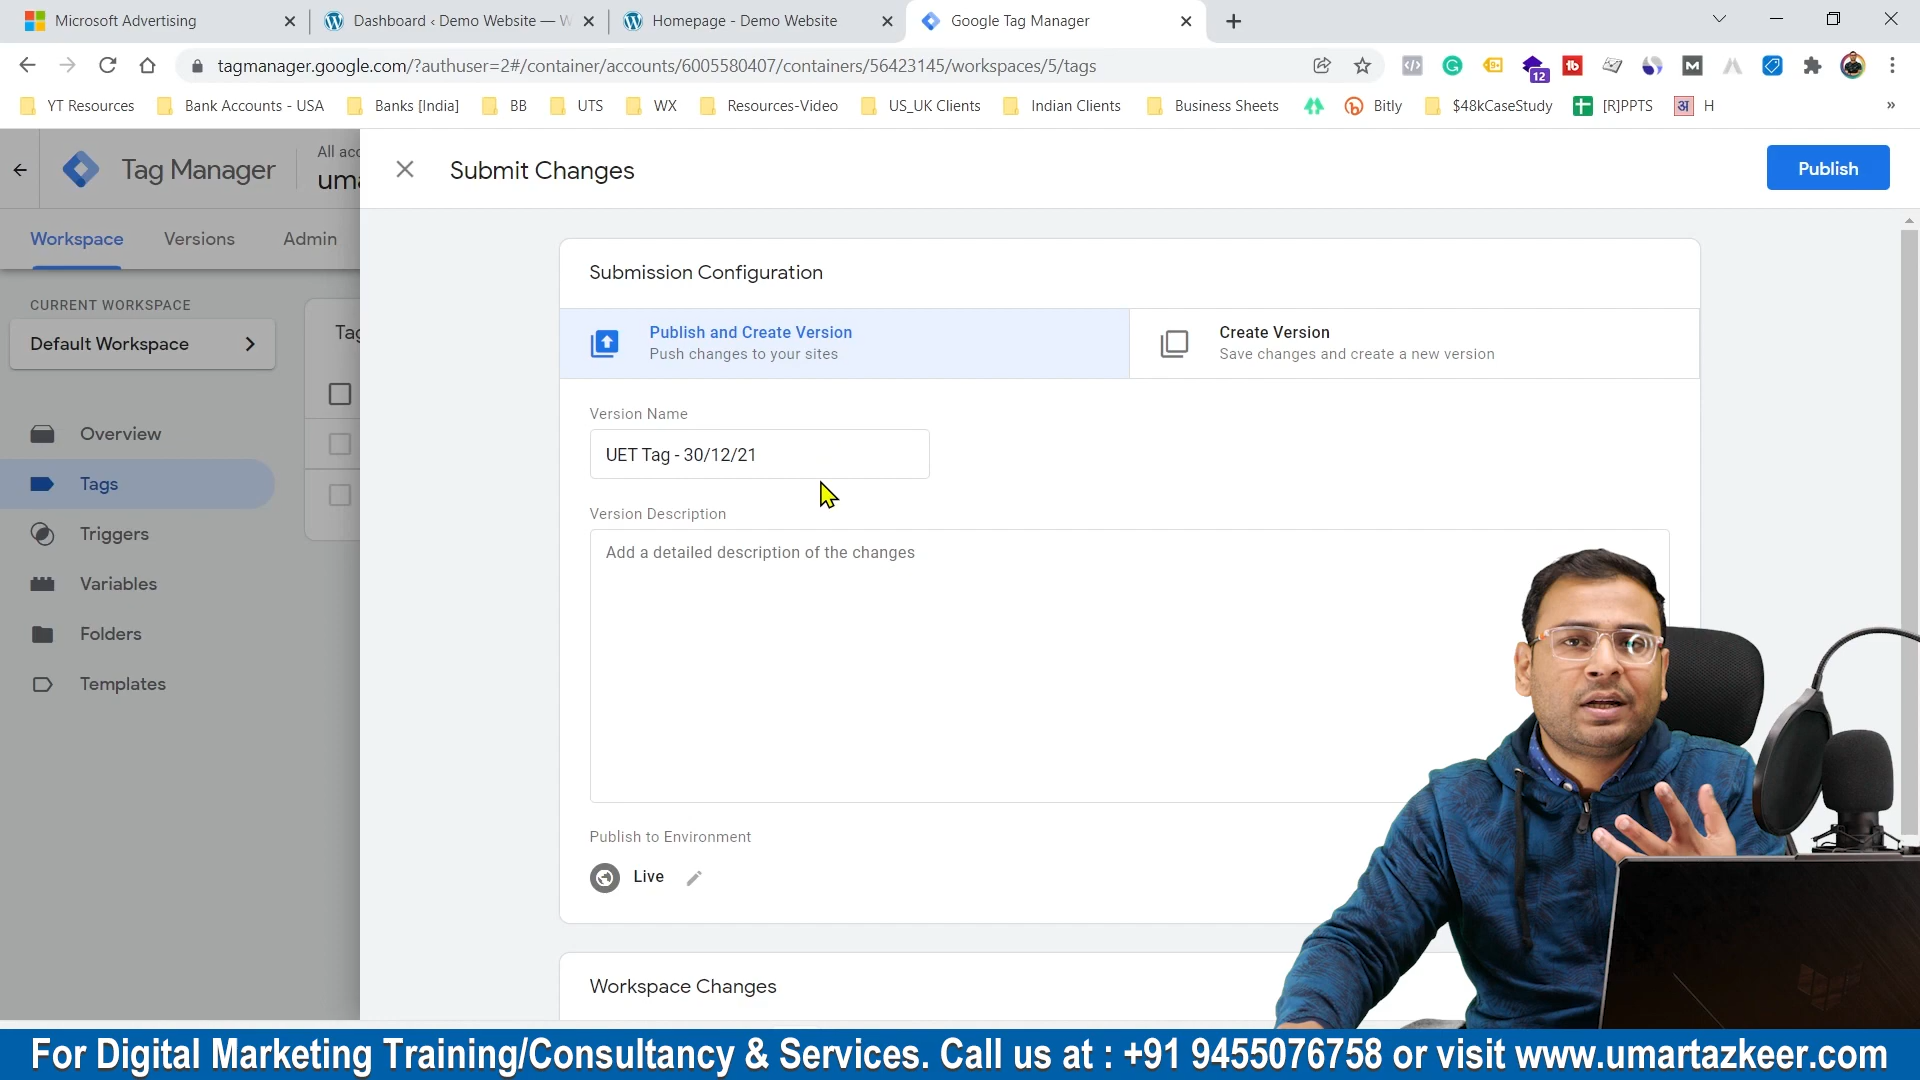 Microsoft Advertising
Dashboard ‹ Demo Website — W
Homepage - Demo Website
Google Tag Manager
tagmanager.google.com/?authuser=2#/container/accounts/6005580407/containers/56423145/workspaces/5/tags
9+
12
YT Resources
Bank Accounts - USA
Banks [India]
BB
UTS
WX
Resources-Video
US_UK Clients
Indian Clients
Business Sheets
Bitly
$48kCaseStudy
[R]PPTS
अ
H
»
Tag Manager
All acc
uma
Submit Changes
Publish
Workspace
Versions
Admin
CURRENT WORKSPACE
Default Workspace
Tag
Overview
Tags
Triggers
Variables
Folders
Templates
Submission Configuration
Publish and Create Version
Push changes to your sites
Create Version
Save changes and create a new version
Version Name
UET Tag - 30/12/21
Version Description
Add a detailed description of the changes
Publish to Environment
Live
Workspace Changes
For Digital Marketing Training/Consultancy & Services. Call us at : +91 9455076758 or visit www.umartazkeer.com